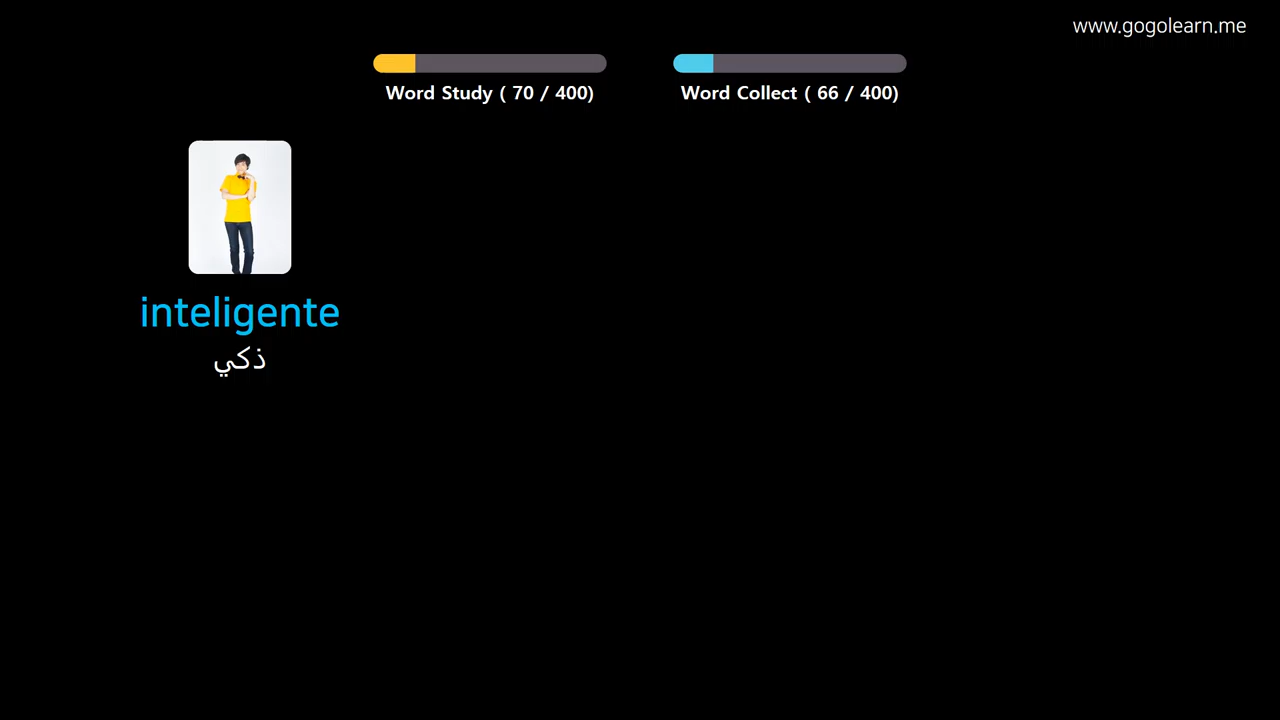 www.gogolearn.me
Word Study ( 70 / 400)
Word Collect ( 66 / 400)
inteligente
ذكي